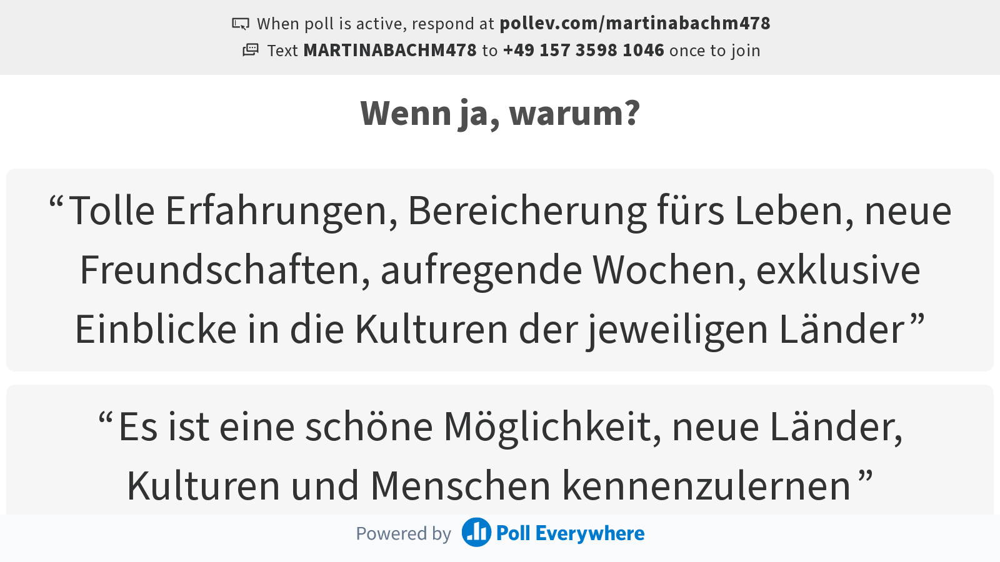 When poll is active, respond at pollev.com/martinabachm478
Text MARTINABACHM478 to +49 157 3598 1046 once to join
Wenn ja, warum?
“Tolle Erfahrungen, Bereicherung fürs Leben, neue
Freundschaften, aufregende Wochen, exklusive
Einblicke in die Kulturen der jeweiligen Länder”
“Es ist eine schöne Möglichkeit, neue Länder,
Kulturen und Menschen kennenzulernen”
Powered by Poll Everywhere